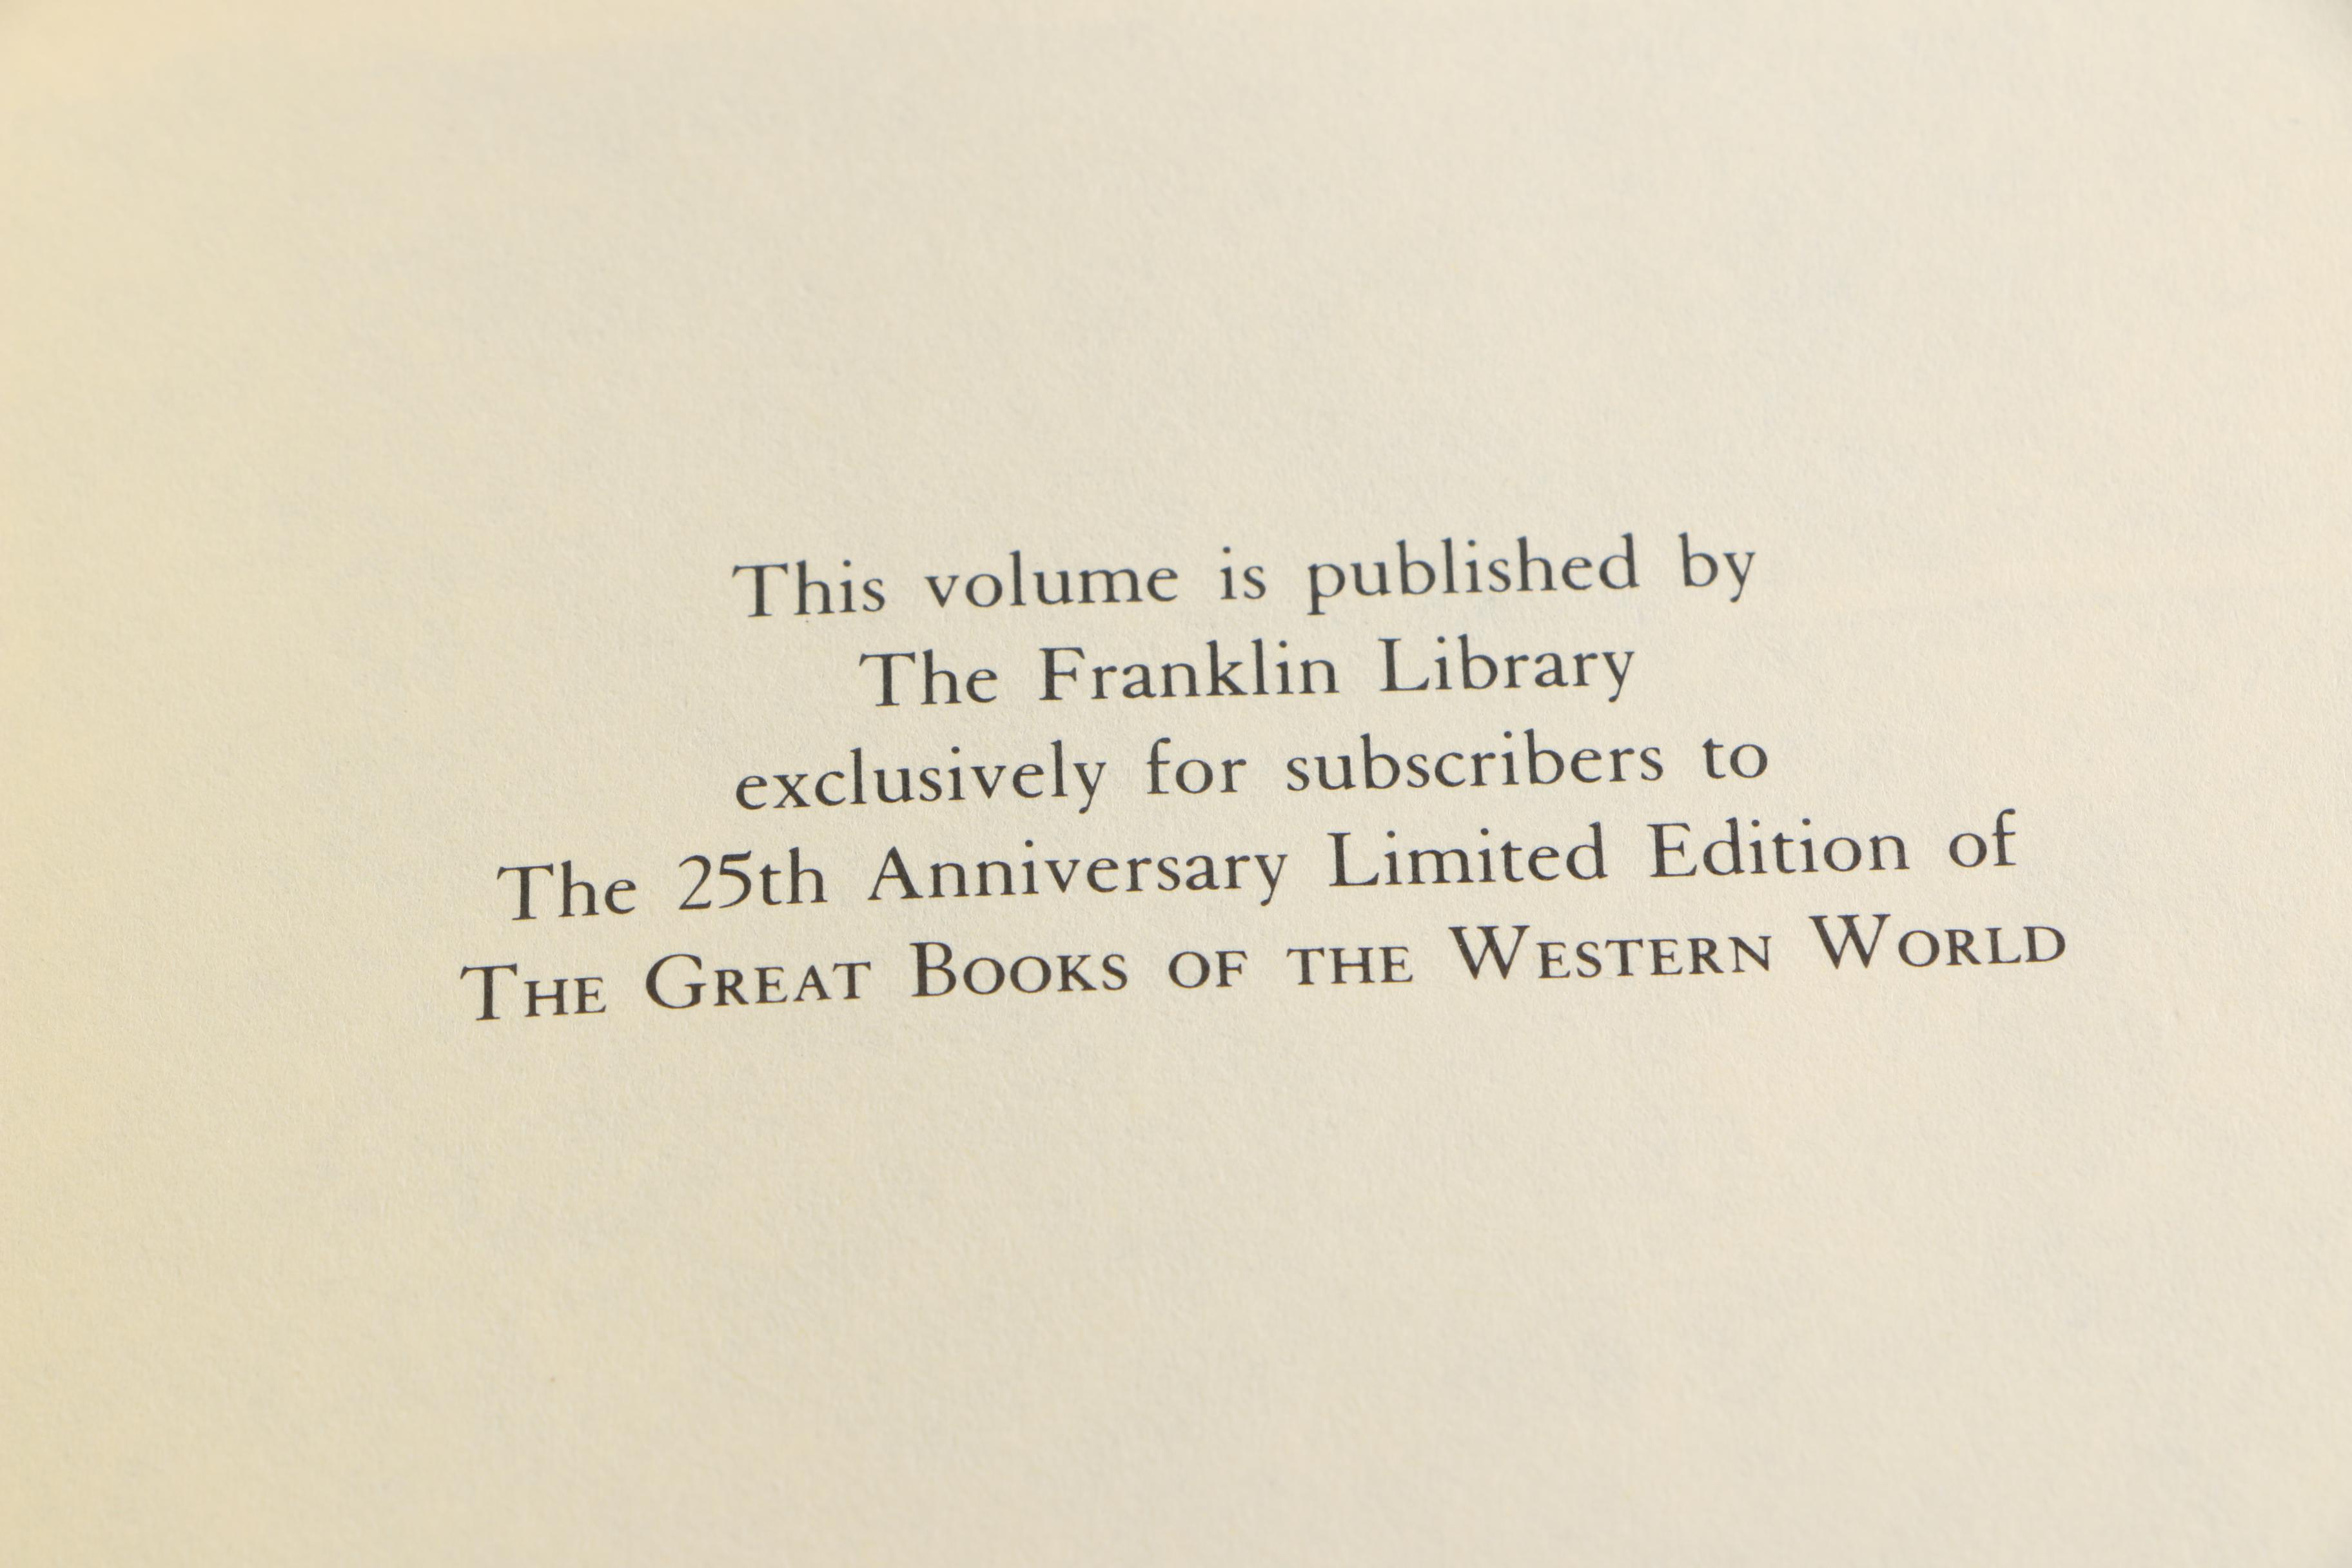 This volume is published by
The Franklin Library
exclusively for subscribers to
The 25th Anniversary Limited Edition of
THE GREAT BOOKS OF THE WESTERN WORLD